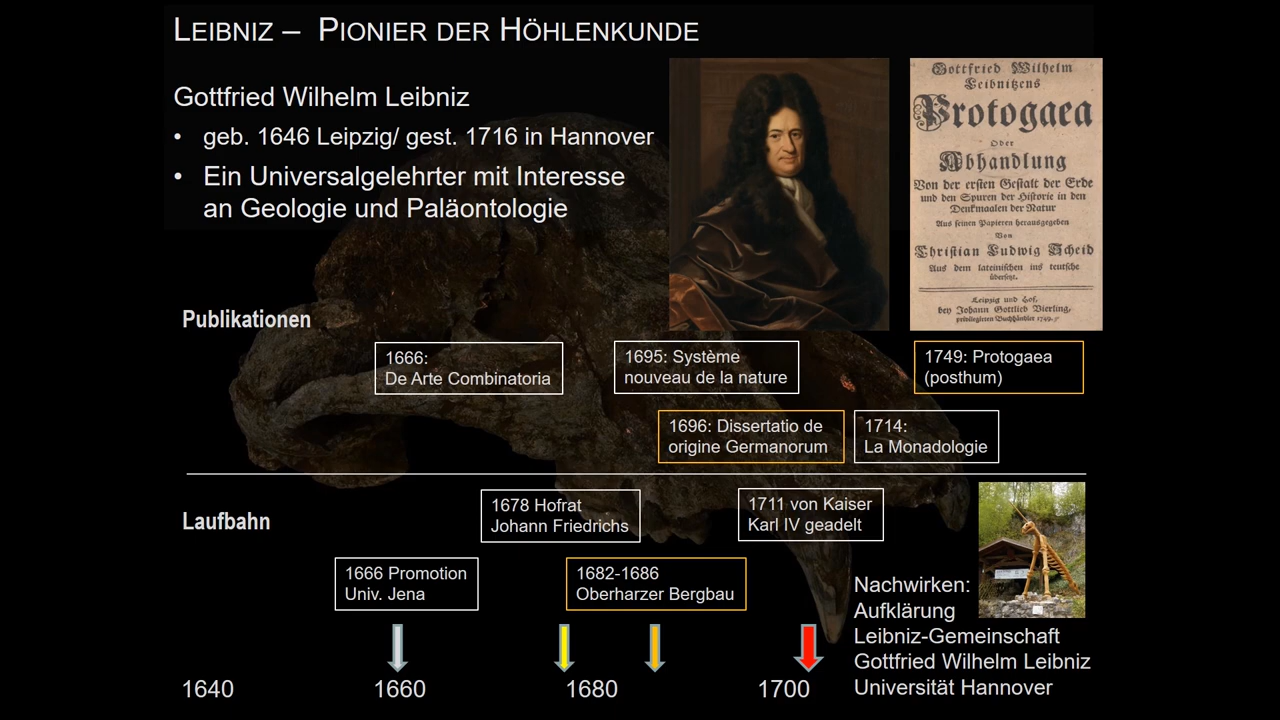 LEIBNIZ – PIONIER DER HÖHLENKUNDE
Gottfried Wilhelm Leibniz
• geb. 1646 Leipzig/ gest. 1716 in Hannover
• Ein Universalgelehrter mit Interesse
an Geologie und Paläontologie
Gottfried Wilhelm
Leibnitzens
Protogaea
Oder
Abhandlung
Von der ersten Gestalt der Erde
und den Spuren der Historie in den
Denkmaalen der Natur
Aus seinen Papieren herausgegeben
Von
Christian Ludwig Scheid
Aus dem lateinischen ins teutsche
übersetzt.
Leipzig und Hof,
bey Johann Gottlieb Vierling,
privilegirten Buchhändler 1749.
Publikationen
1666:
De Arte Combinatoria
1695: Système
nouveau de la nature
1749: Protogaea
(posthum)
1696: Dissertatio de
origine Germanorum
1714:
La Monadologie
Laufbahn
1678 Hofrat
Johann Friedrichs
1711 von Kaiser
Karl IV geadelt
1666 Promotion
Univ. Jena
1682-1686
Oberharzer Bergbau
Nachwirken:
Aufklärung
Leibniz-Gemeinschaft
Gottfried Wilhelm Leibniz
Universität Hannover
1640
1660
1680
1700